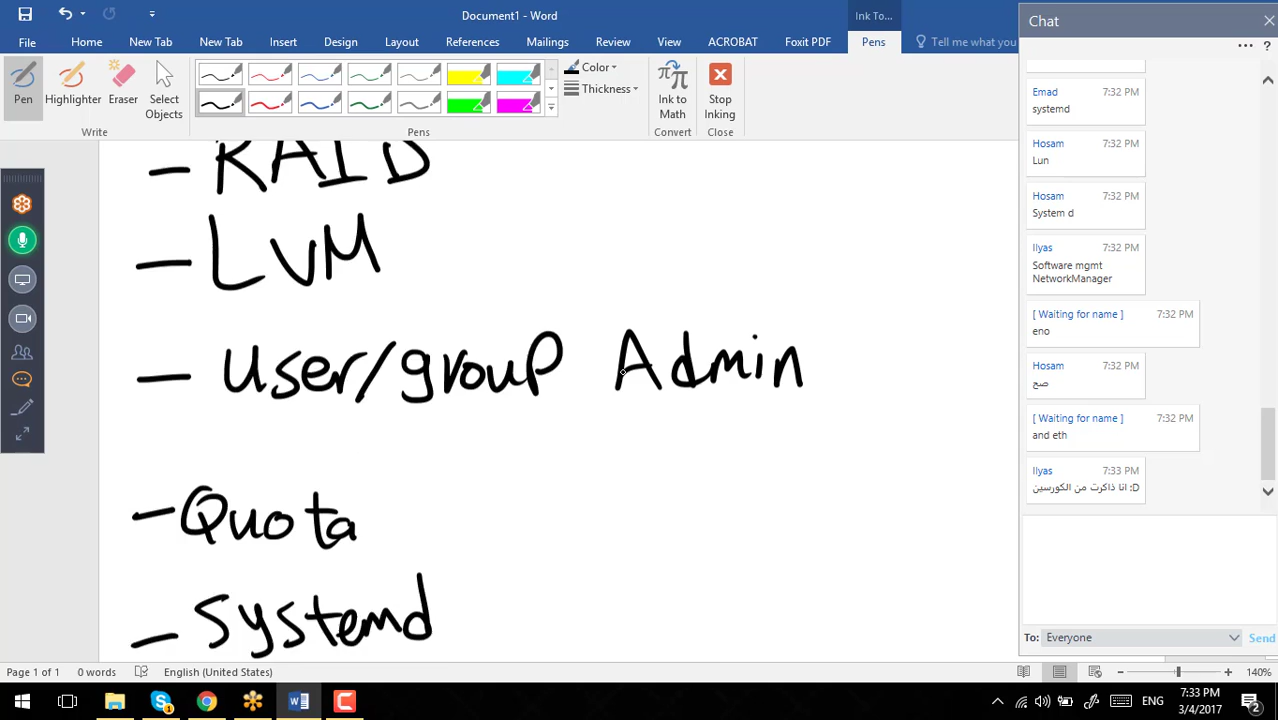 Document1 - Word
Ink To...
Chat
File
Home
New Tab
New Tab
Insert
Design
Layout
References
Mailings
Review
View
ACROBAT
Foxit PDF
Pens
Tell me what you
Pen
Highlighter
Eraser
Select Objects
Color
Thickness
Ink to Math
Stop Inking
Write
Pens
Convert
Close
- RAID
- LVM
- User/group Admin
- Quota
- Systemd
Emad 7:32 PM
systemd
Hosam 7:32 PM
Lun
Hosam 7:32 PM
System d
Ilyas 7:32 PM
Software mgmt
NetworkManager
[ Waiting for name ] 7:32 PM
eno
Hosam 7:32 PM
صح
[ Waiting for name ] 7:32 PM
and eth
Ilyas 7:33 PM
انا ذاكرت من الكورسين :D
To: Everyone Send
Page 1 of 1 0 words English (United States) 140%
ENG 7:33 PM
3/4/2017
2